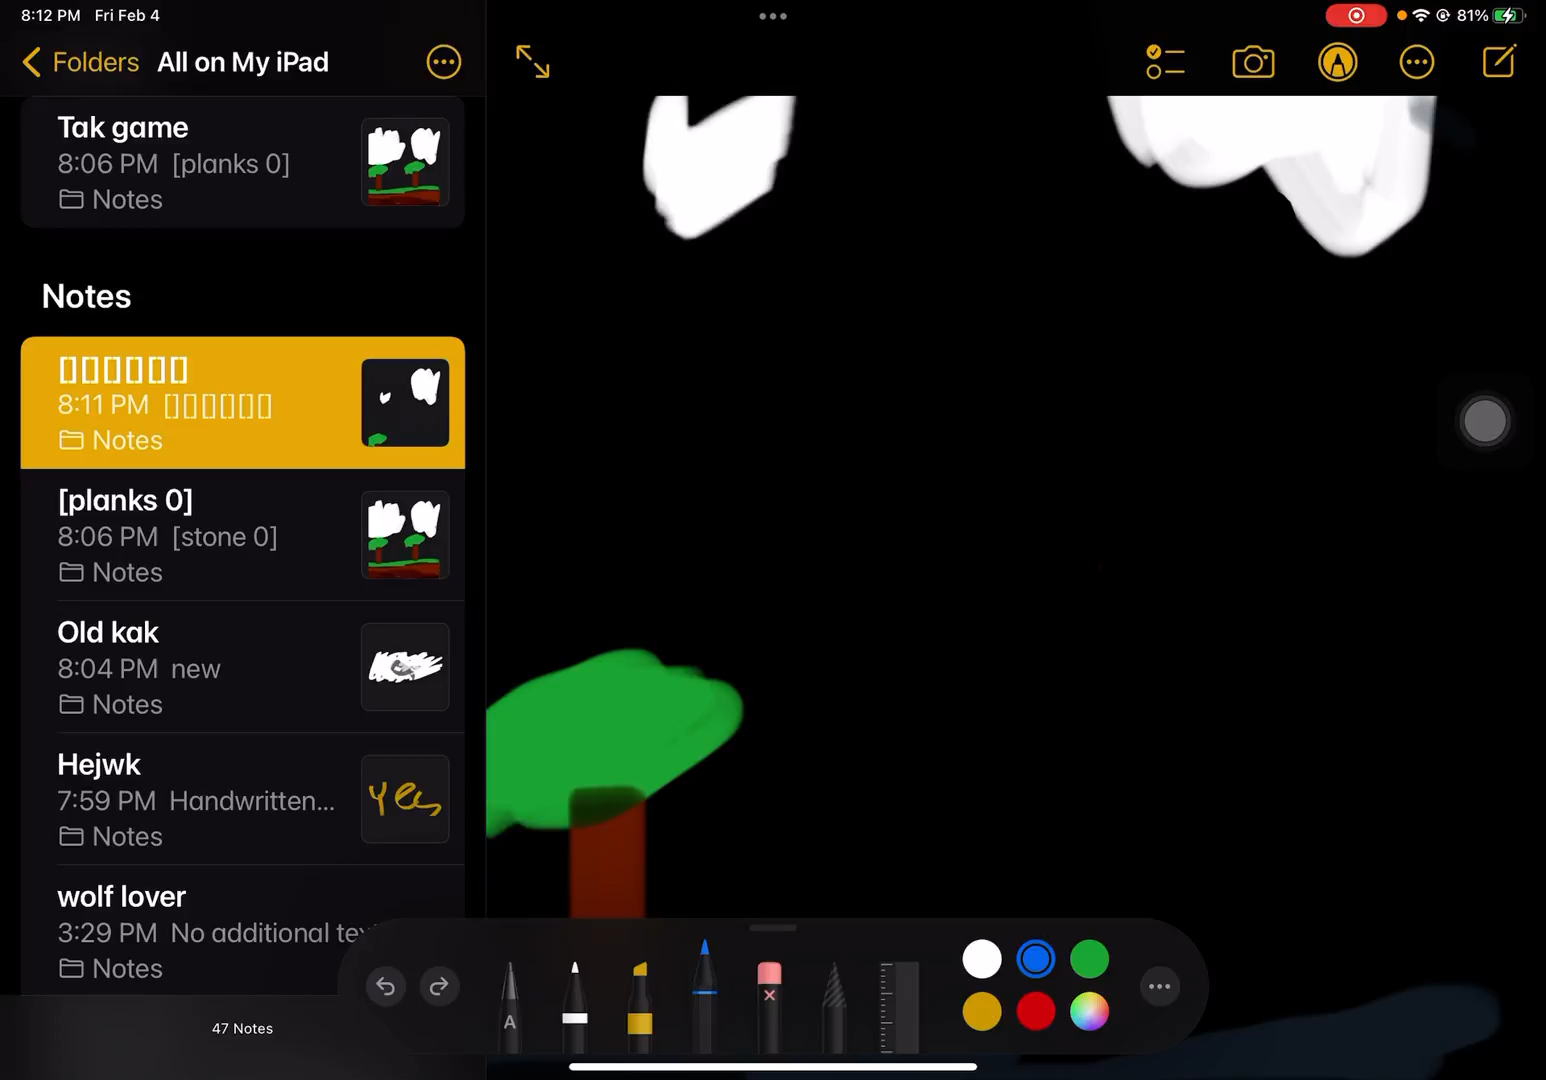 8:12 PM Fri Feb 4
81%
Folders All on My iPad
Tak game
8:06 PM [planks 0]
Notes
Notes
[][][][][][]
8:11 PM [][][][][][]
Notes
[planks 0]
8:06 PM [stone 0]
Notes
Old kak
8:04 PM new
Notes
Hejwk
7:59 PM Handwritten...
Notes
yes
wolf lover
3:29 PM No additional te
Notes
A
47 Notes